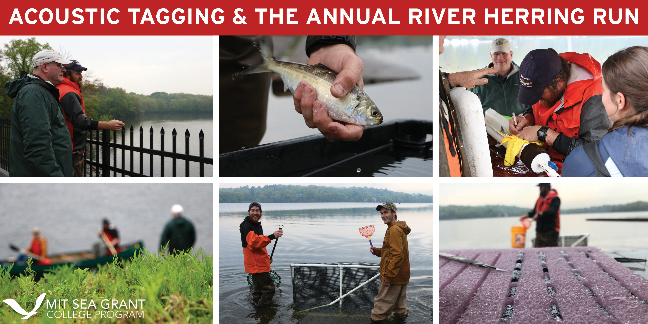 ACOUSTIC TAGGING & THE ANNUAL RIVER HERRING RUN
MIT SEA GRANT
COLLEGE PROGRAM